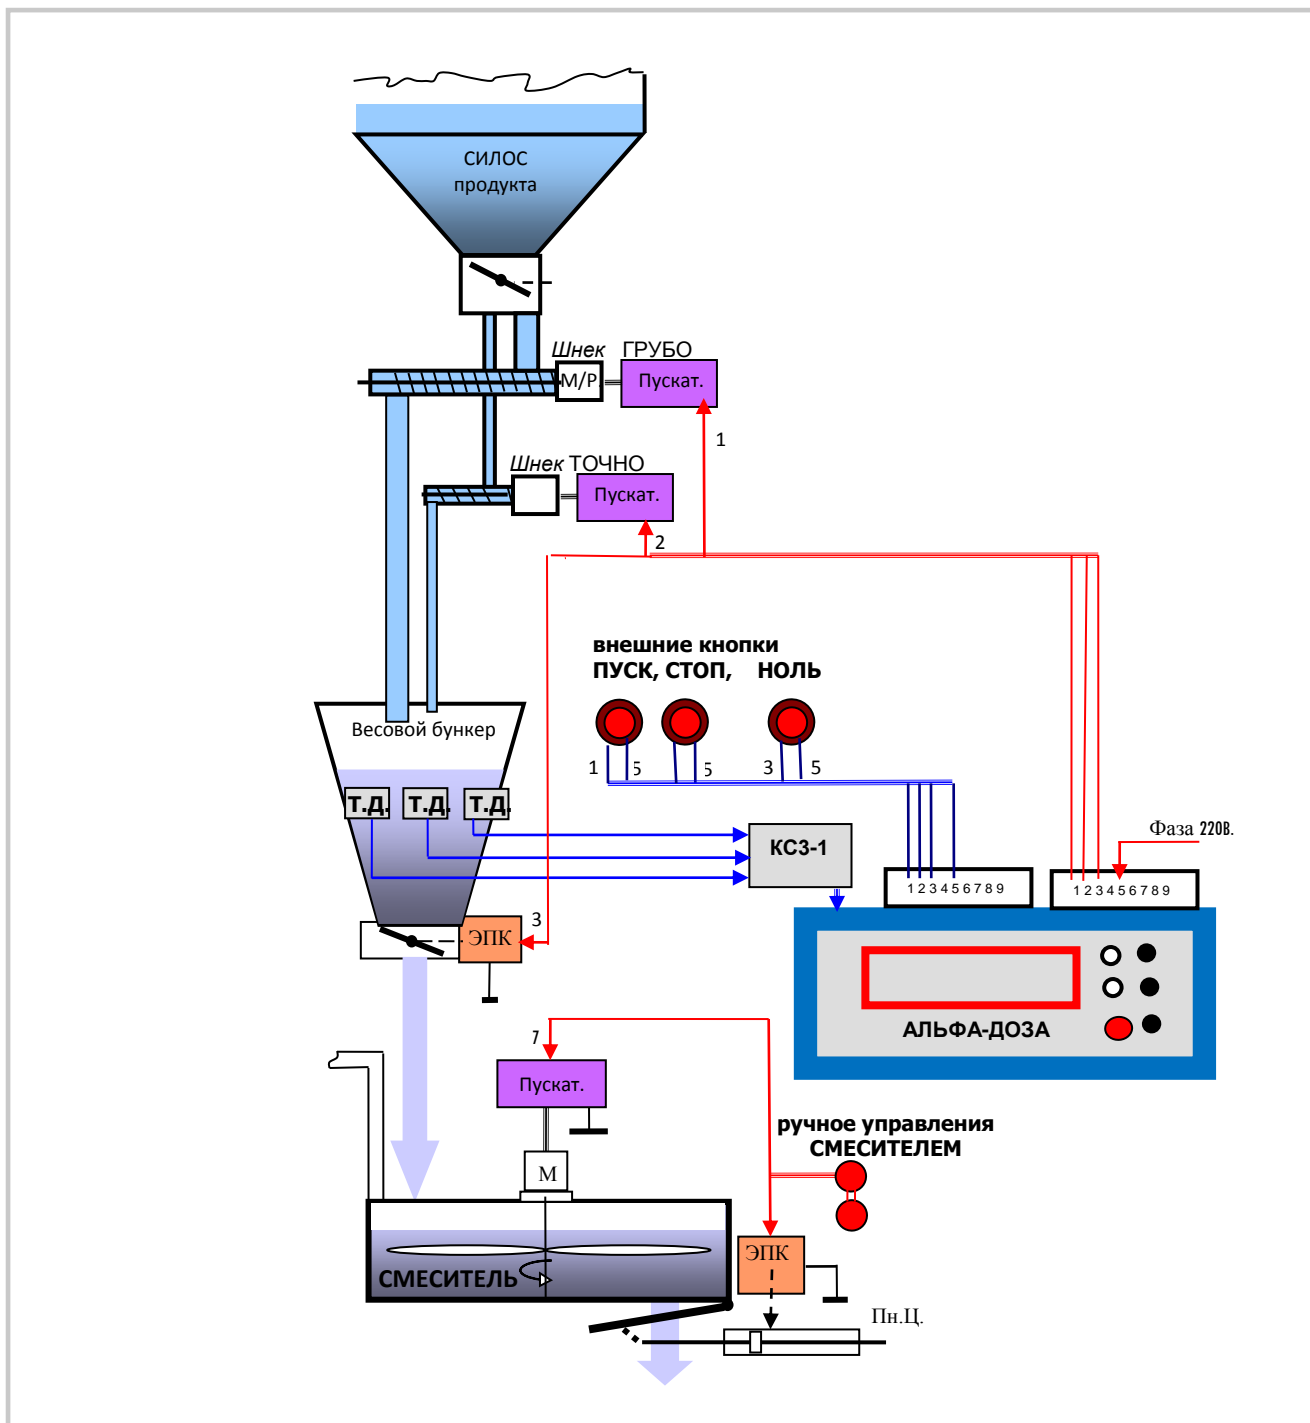 СИЛОС
продукта
Шнек ГРУБО
М/Р.
Пускат.
1
Шнек ТОЧНО
Пускат.
2
внешние кнопки
ПУСК, СТОП, НОЛЬ
1 5 5 3 5
Весовой бункер
Т.Д. Т.Д. Т.Д.
КСЗ-1
Фаза 220В.
1 2 3 4 5 6 7 8 9
1 2 3 4 5 6 7 8 9
3
ЭПК
АЛЬФА-ДОЗА
7
Пускат.
ручное управления
СМЕСИТЕЛЕМ
М
ЭПК
СМЕСИТЕЛЬ
Пн.Ц.